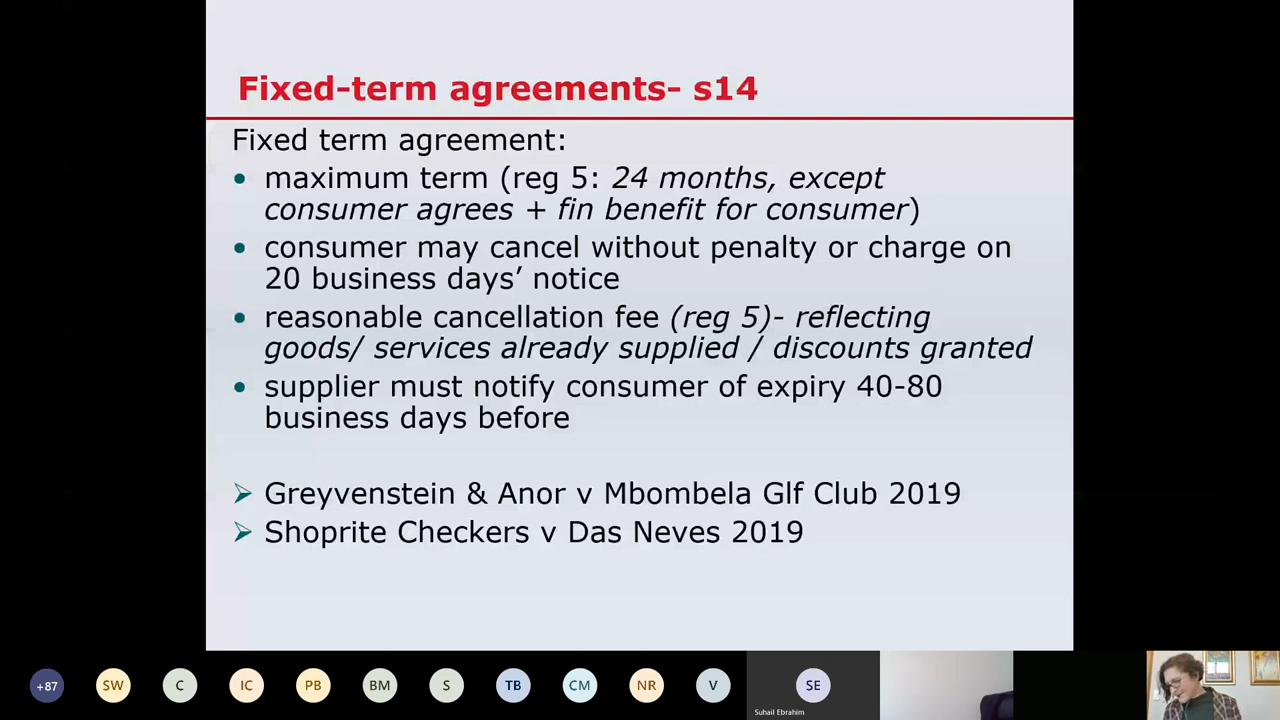 Fixed-term agreements- s14
Fixed term agreement:
• maximum term (reg 5: 24 months, except
consumer agrees + fin benefit for consumer)
• consumer may cancel without penalty or charge on
20 business days’ notice
• reasonable cancellation fee (reg 5)- reflecting
goods/ services already supplied / discounts granted
• supplier must notify consumer of expiry 40-80
business days before
➢ Greyvenstein & Anor v Mbombela Glf Club 2019
➢ Shoprite Checkers v Das Neves 2019
+87 SW C IC PB BM S TB CM NR V SE
Suhail Ebrahim